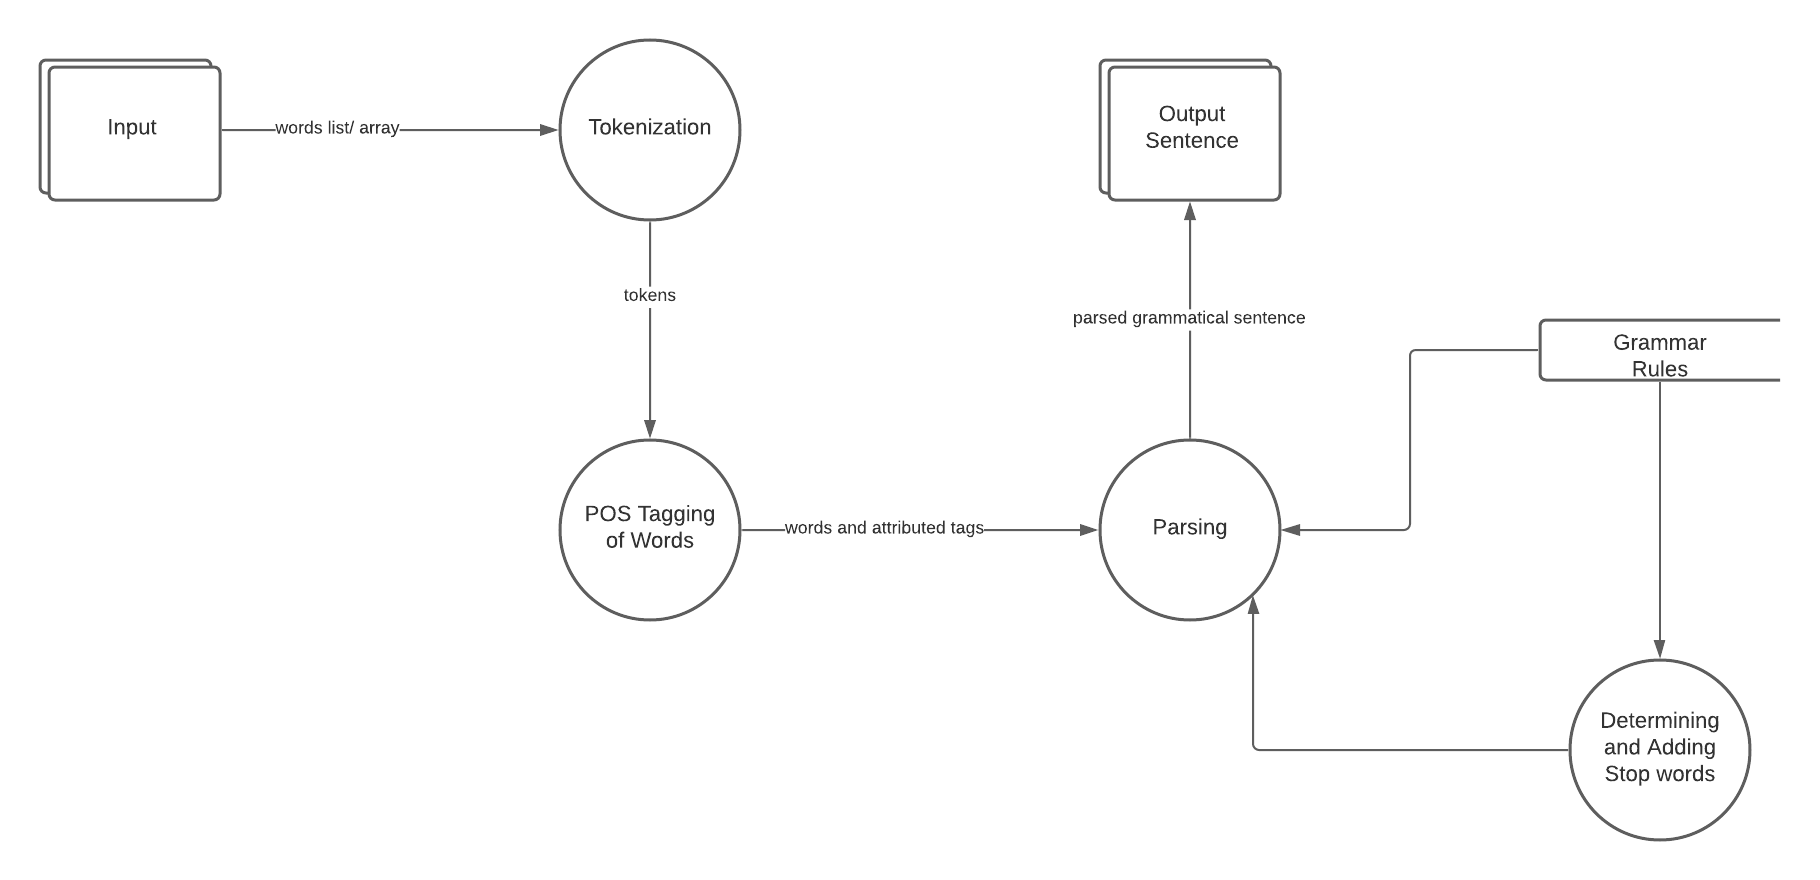 Input
words list/ array
Tokenization
tokens
POS Tagging
of Words
words and attributed tags
Parsing
parsed grammatical sentence
Output
Sentence
Grammar
Rules
Determining
and Adding
Stop words